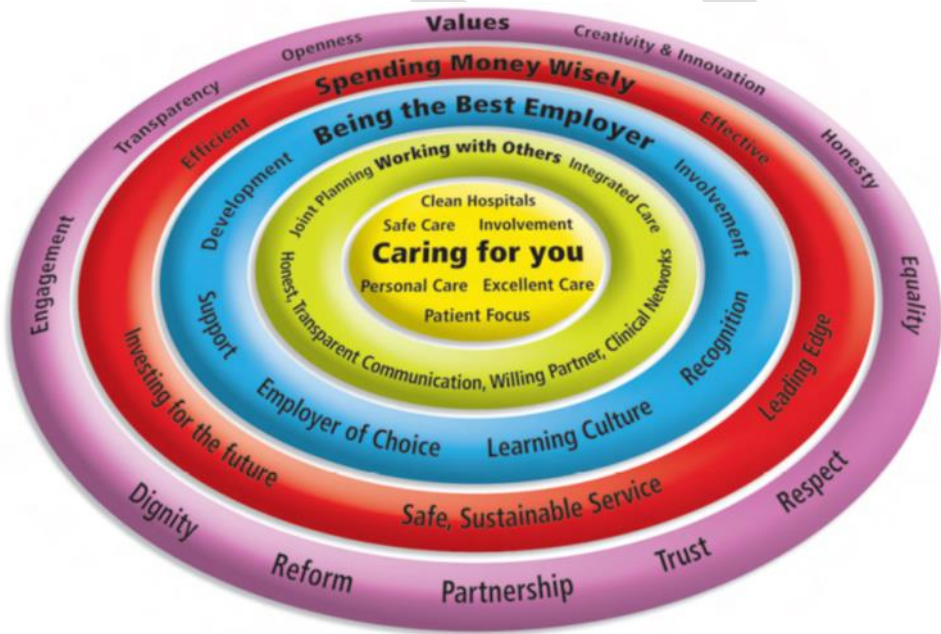 Values
Openness
Creativity & Innovation
Transparency
Honesty
Engagement
Equality
Dignity
Reform
Partnership
Trust
Respect
Spending Money Wisely
Efficient
Effective
Investing for the future
Safe, Sustainable Service
Leading Edge
Being the Best Employer
Development
Involvement
Support
Recognition
Employer of Choice
Learning Culture
Working with Others
Joint Planning
Integrated Care
Honest, Transparent Communication, Willing Partner, Clinical Networks
Clean Hospitals
Safe Care Involvement
Caring for you
Personal Care Excellent Care
Patient Focus